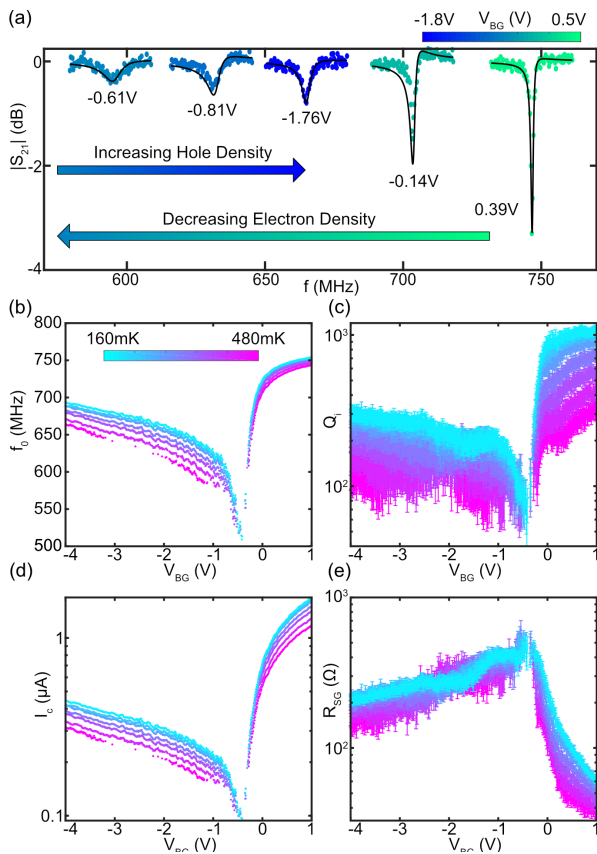 (a)
-1.8V V_BG (V) 0.5V
|S21| (dB)
0
-2
-4
-0.61V
-0.81V
-1.76V
-0.14V
0.39V
Increasing Hole Density
Decreasing Electron Density
600 650 700 750
f (MHz)
(b)
160mK 480mK
f0 (MHz)
800
750
700
650
600
550
500
-4 -3 -2 -1 0 1
V_BG (V)
(c)
Qi
10³
10²
-4 -3 -2 -1 0 1
V_BG (V)
(d)
Ic (μA)
1
0.1
-4 -3 -2 -1 0 1
V_BG (V)
(e)
R_SG (Ω)
10³
10²
-4 -3 -2 -1 0 1
V_BG (V)